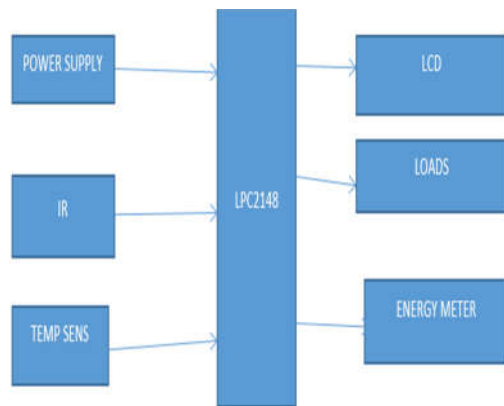 POWER SUPPLY
IR
TEMP SENS
LPC2148
LCD
LOADS
ENERGY METER